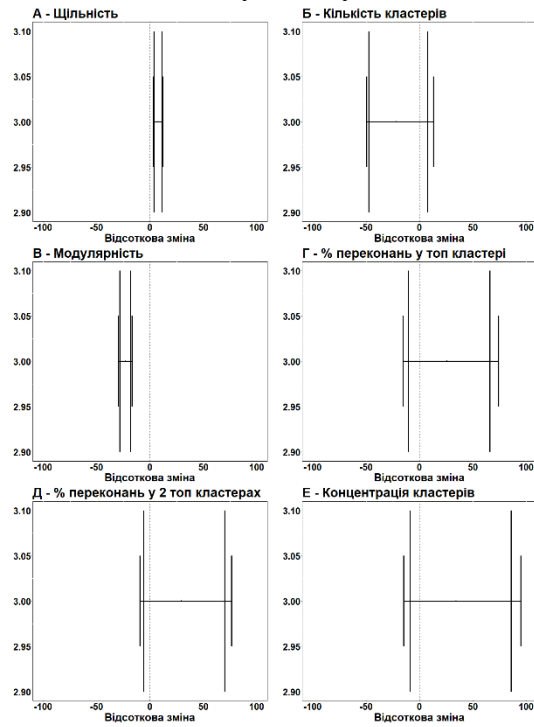 А - Щільність
3.10
3.05
3.00
2.95
2.90
-100 -50 0 50 100
Відсоткова зміна
Б - Кількість кластерів
3.10
3.05
3.00
2.95
2.90
-100 -50 0 50 100
Відсоткова зміна
В - Модулярність
3.10
3.05
3.00
2.95
2.90
-100 -50 0 50 100
Відсоткова зміна
Г - % переконань у топ кластері
3.10
3.05
3.00
2.95
2.90
-100 -50 0 50 100
Відсоткова зміна
Д - % переконань у 2 топ кластерах
3.10
3.05
3.00
2.95
2.90
-100 -50 0 50 100
Відсоткова зміна
Е - Концентрація кластерів
3.10
3.05
3.00
2.95
2.90
-100 -50 0 50 100
Відсоткова зміна